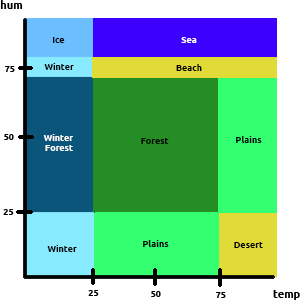 hum
Ice
Sea
75
Winter
Beach
50
Winter
Forest
Forest
Plains
25
Winter
Plains
Desert
25
50
75
temp